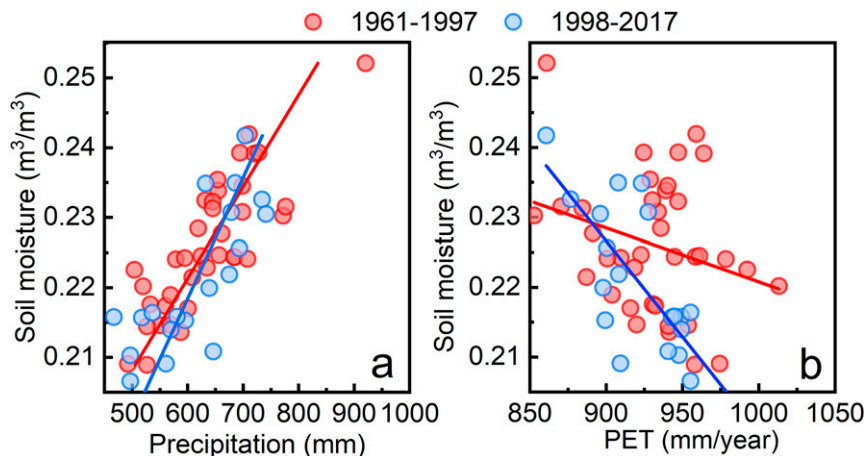 1961-1997 1998-2017
0.25 0.24 0.23 0.22 0.21
Soil moisture (m³/m³)
a
500 600 700 800 900 1000
Precipitation (mm)
0.25 0.24 0.23 0.22 0.21
Soil moisture (m³/m³)
b
850 900 950 1000 1050
PET (mm/year)